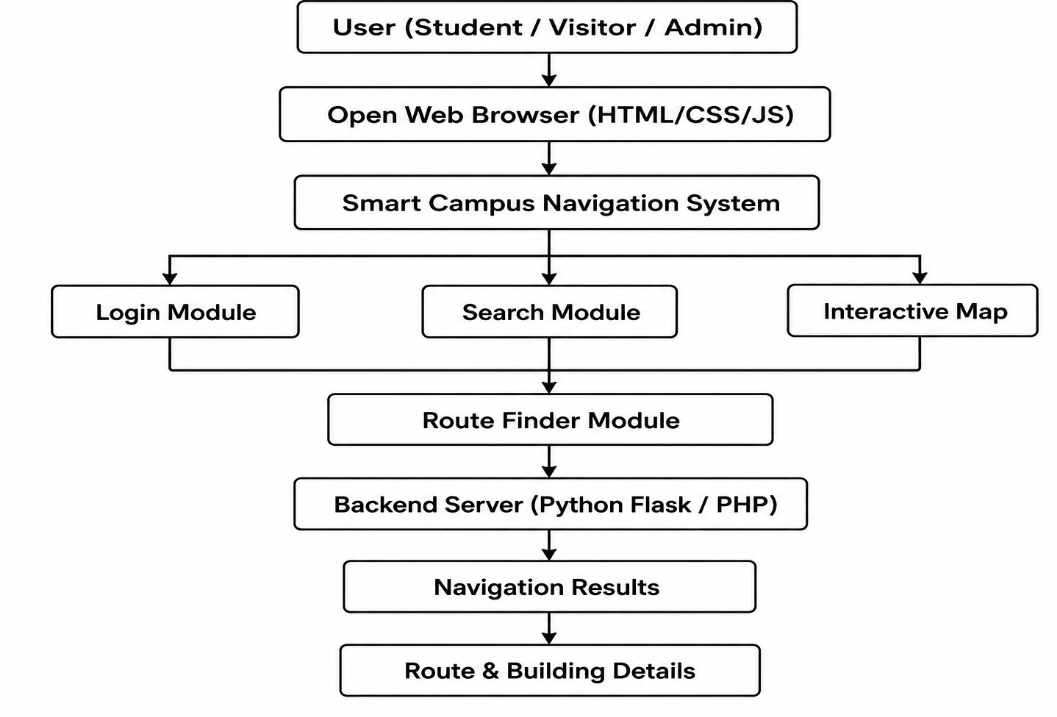 User (Student / Visitor / Admin)
Open Web Browser (HTML/CSS/JS)
Smart Campus Navigation System
Login Module
Search Module
Interactive Map
Route Finder Module
Backend Server (Python Flask / PHP)
Navigation Results
Route & Building Details